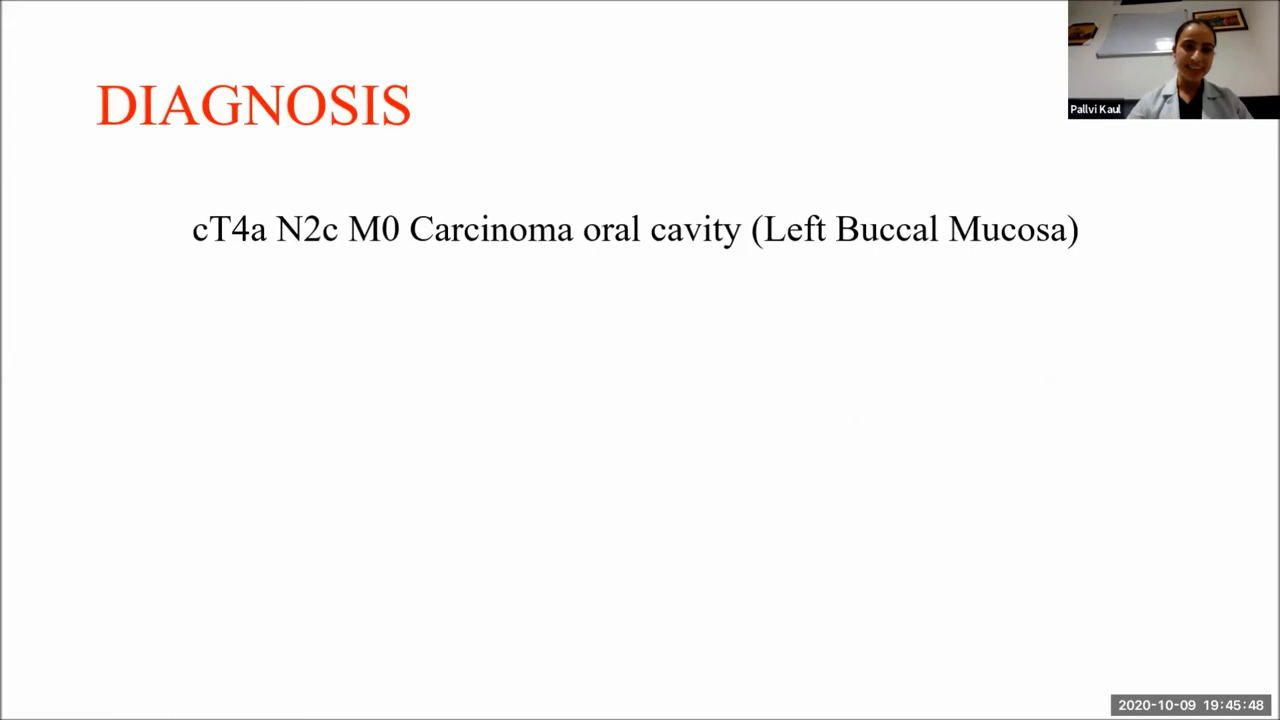 Pallvi Kaul
DIAGNOSIS
cT4a N2c M0 Carcinoma oral cavity (Left Buccal Mucosa)
2020-10-09 19:45:48